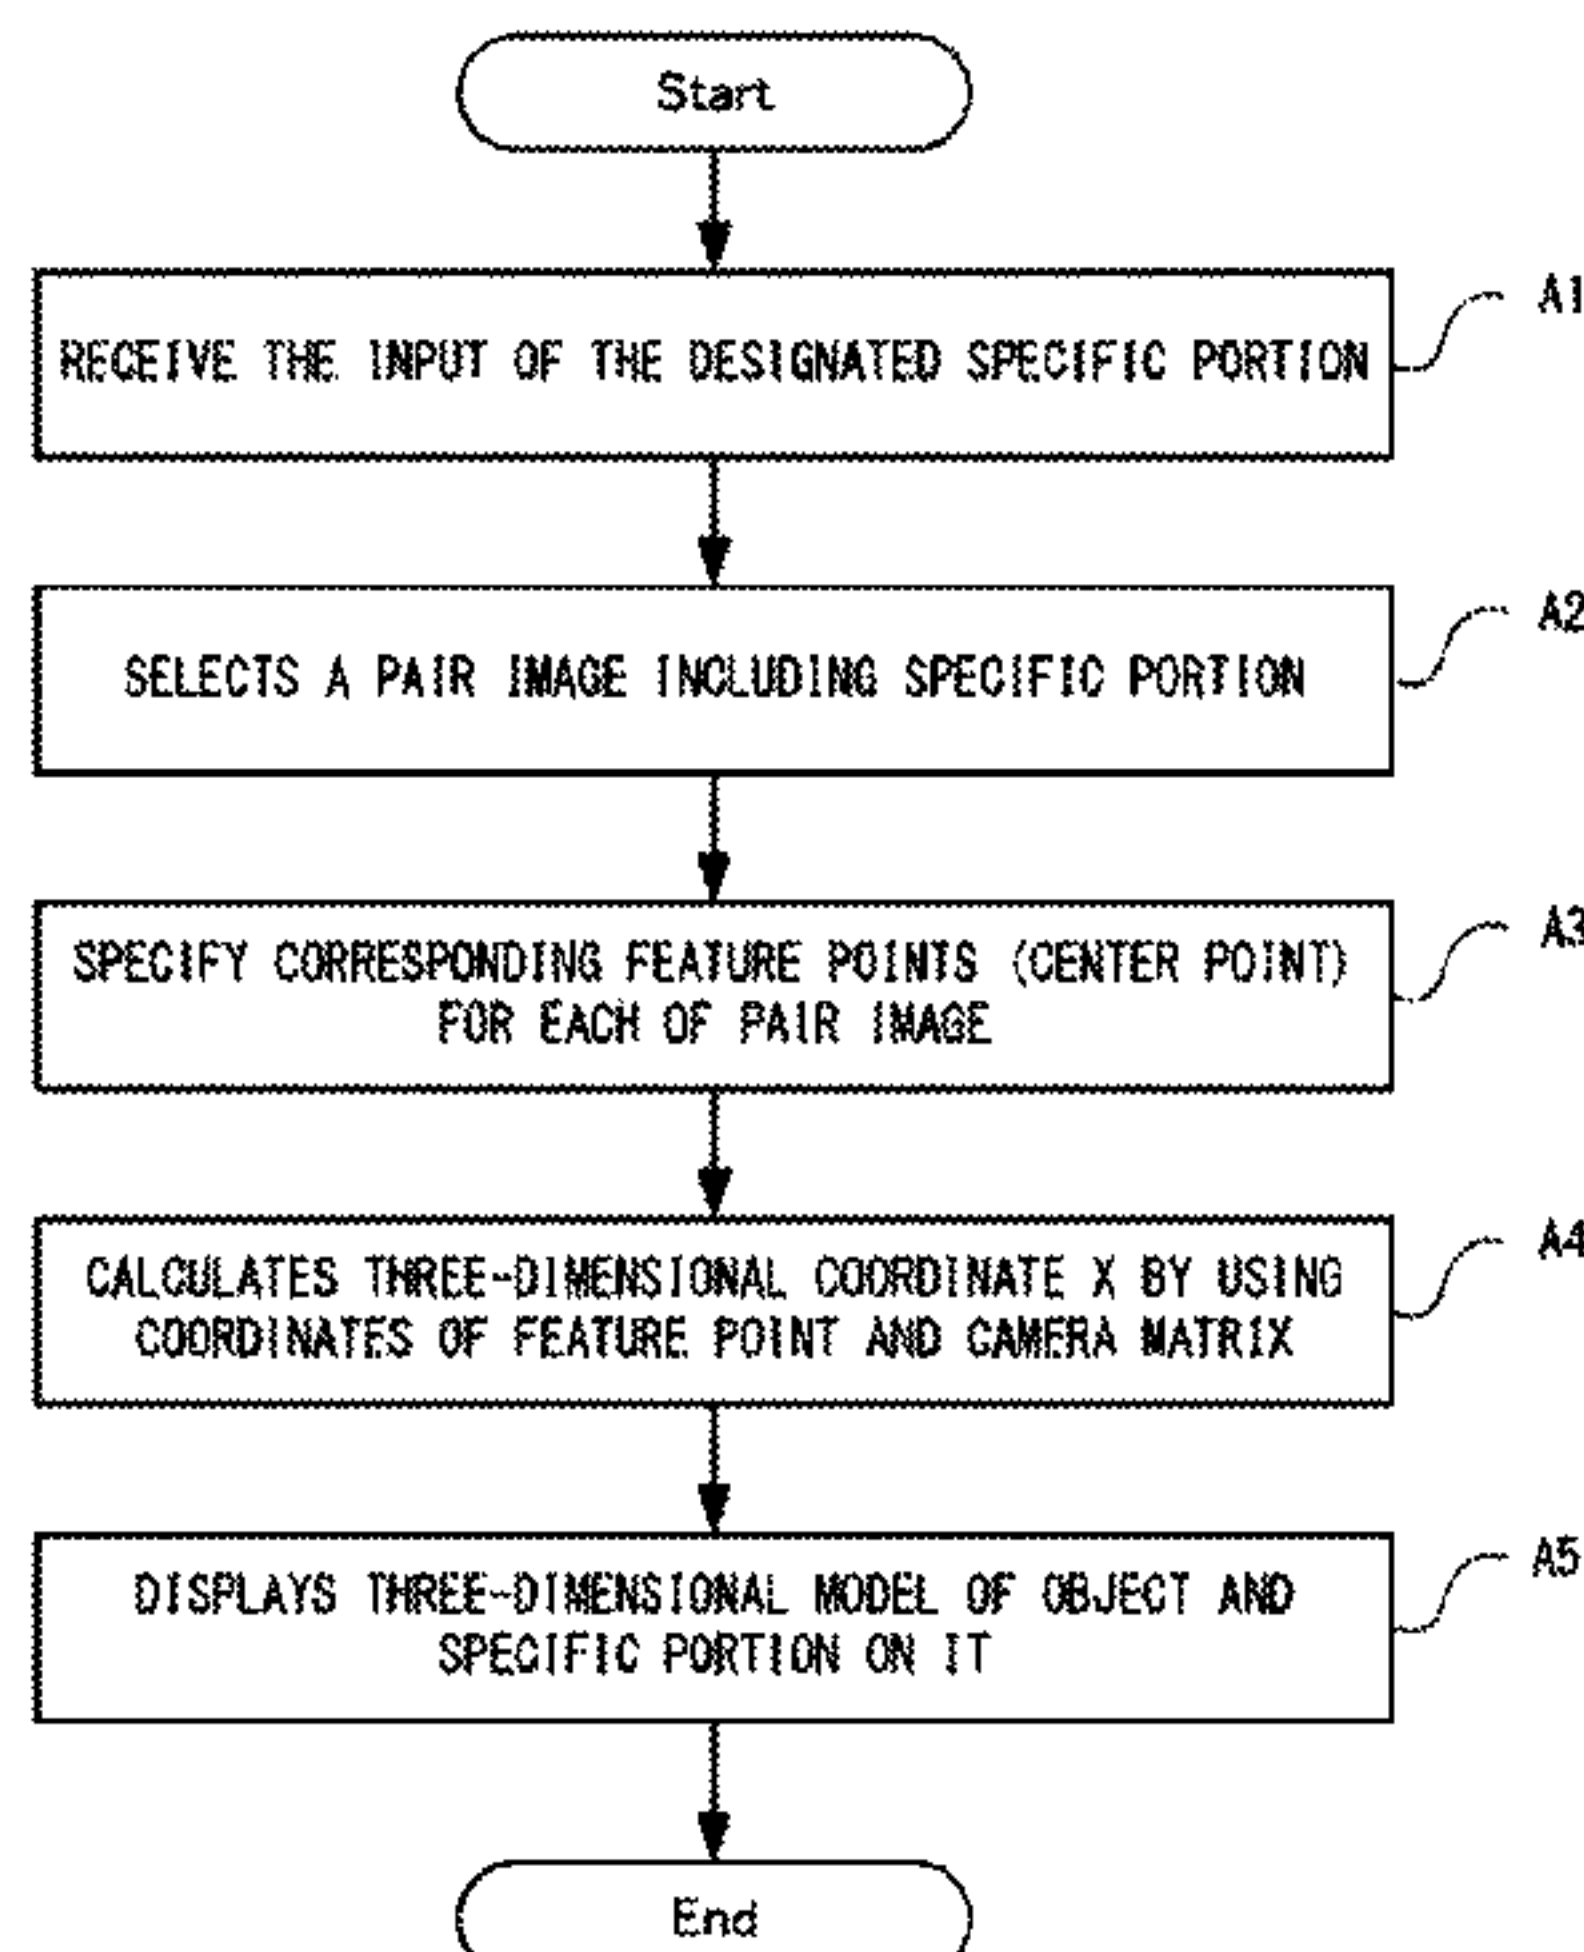 Start
RECEIVE THE INPUT OF THE DESIGNATED SPECIFIC PORTION
A1
SELECTS A PAIR IMAGE INCLUDING SPECIFIC PORTION
A2
SPECIFY CORRESPONDING FEATURE POINTS (CENTER POINT)
FOR EACH OF PAIR IMAGE
A3
CALCULATES THREE-DIMENSIONAL COORDINATE X BY USING
COORDINATES OF FEATURE POINT AND CAMERA MATRIX
A4
DISPLAYS THREE-DIMENSIONAL MODEL OF OBJECT AND
SPECIFIC PORTION ON IT
A5
End